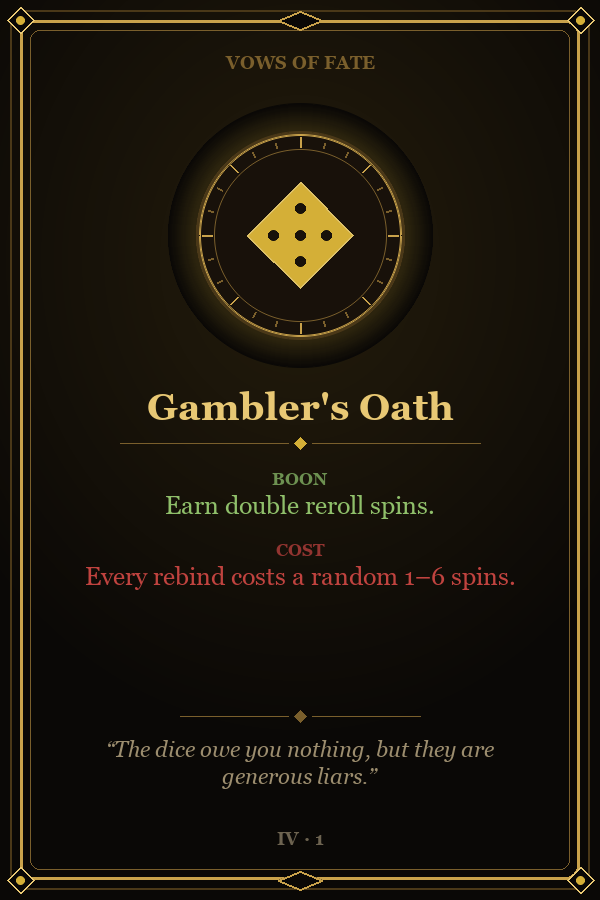 VOWS OF FATE
Gambler's Oath
BOON
Earn double reroll spins.
COST
Every rebind costs a random 1–6 spins.
“The dice owe you nothing, but they are
generous liars.”
IV · 1